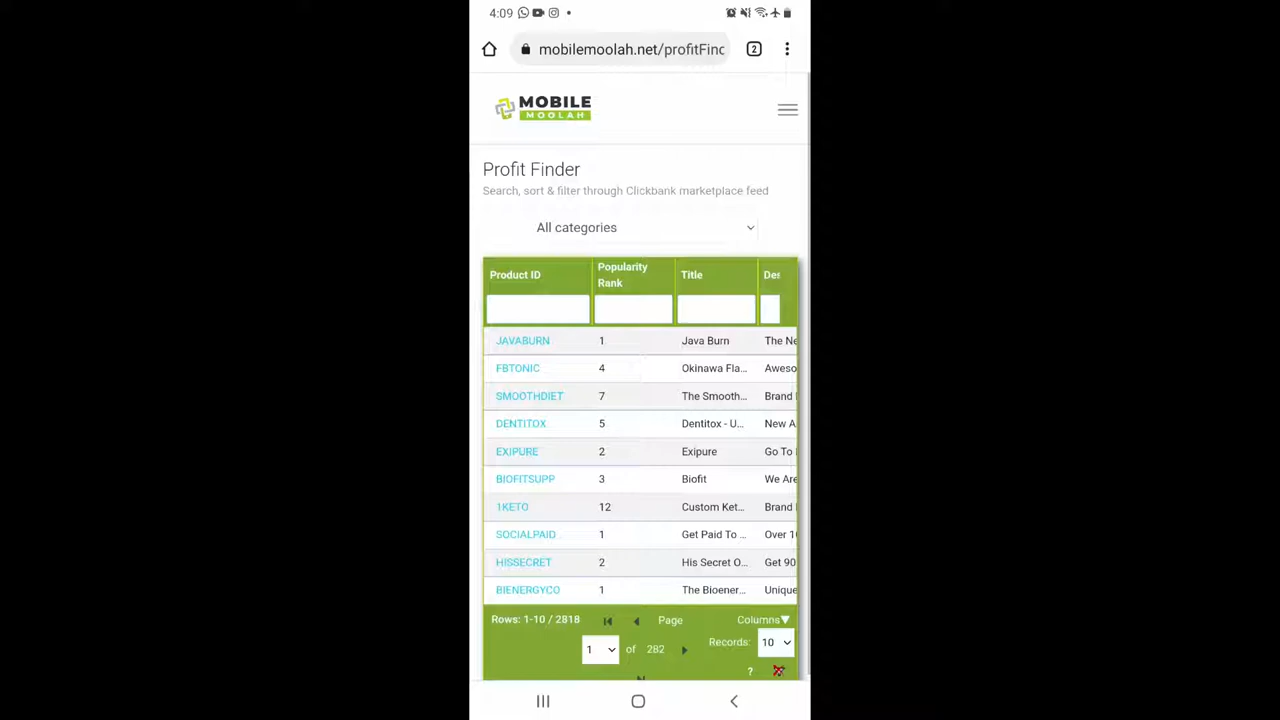 4:09
mobilemoolah.net/profitFinc
2
MOBILE
MOOLAH
Profit Finder
Search, sort & filter through Clickbank marketplace feed
All categories
Product ID Popularity Rank Title Des
JAVABURN 1 Java Burn The Ne
FBTONIC 4 Okinawa Fla... Aweso
SMOOTHDIET 7 The Smooth... Brand
DENTITOX 5 Dentitox - U... New A
EXIPURE 2 Exipure Go To
BIOFITSUPP 3 Biofit We Are
1KETO 12 Custom Ket... Brand
SOCIALPAID 1 Get Paid To ... Over 1
HISSECRET 2 His Secret O... Get 90
BIENERGYCO 1 The Bioener... Unique
Rows: 1-10 / 2818 Page Columns▼
1 of 282 Records: 10
?